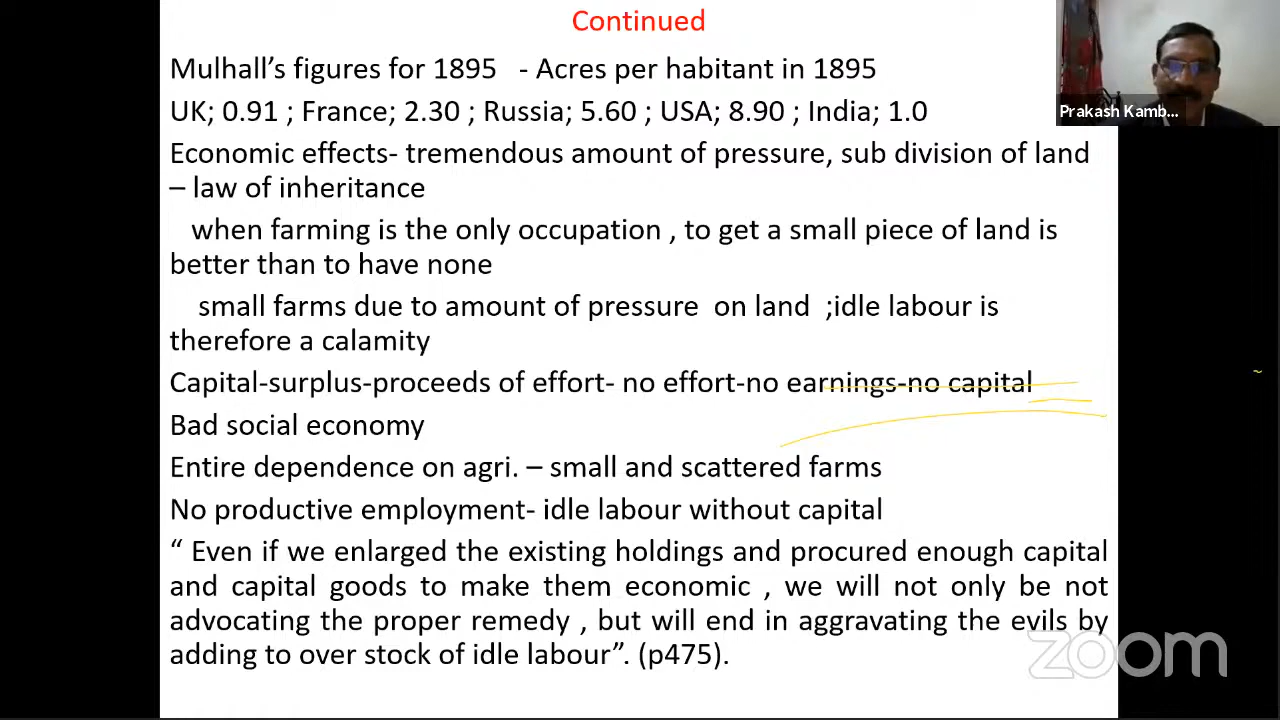 Continued
Mulhall’s figures for 1895 - Acres per habitant in 1895
UK; 0.91 ; France; 2.30 ; Russia; 5.60 ; USA; 8.90 ; India; 1.0
Economic effects- tremendous amount of pressure, sub division of land
– law of inheritance
when farming is the only occupation , to get a small piece of land is
better than to have none
small farms due to amount of pressure on land ;idle labour is
therefore a calamity
Capital-surplus-proceeds of effort- no effort-no earnings-no capital
Bad social economy
Entire dependence on agri. – small and scattered farms
No productive employment- idle labour without capital
“ Even if we enlarged the existing holdings and procured enough capital
and capital goods to make them economic , we will not only be not
advocating the proper remedy , but will end in aggravating the evils by
adding to over stock of idle labour”. (p475).
Prakash Kamb...
zoom